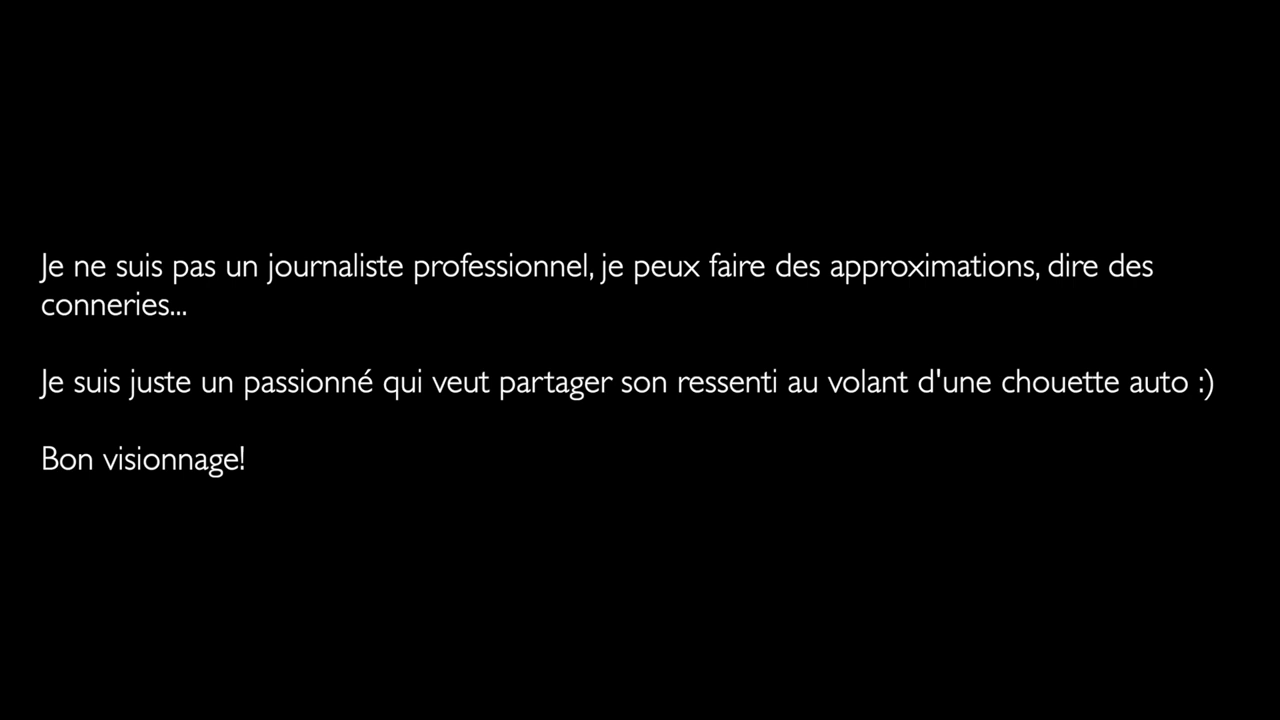 Je ne suis pas un journaliste professionnel, je peux faire des approximations, dire des
conneries...
Je suis juste un passionné qui veut partager son ressenti au volant d'une chouette auto :)
Bon visionnage!